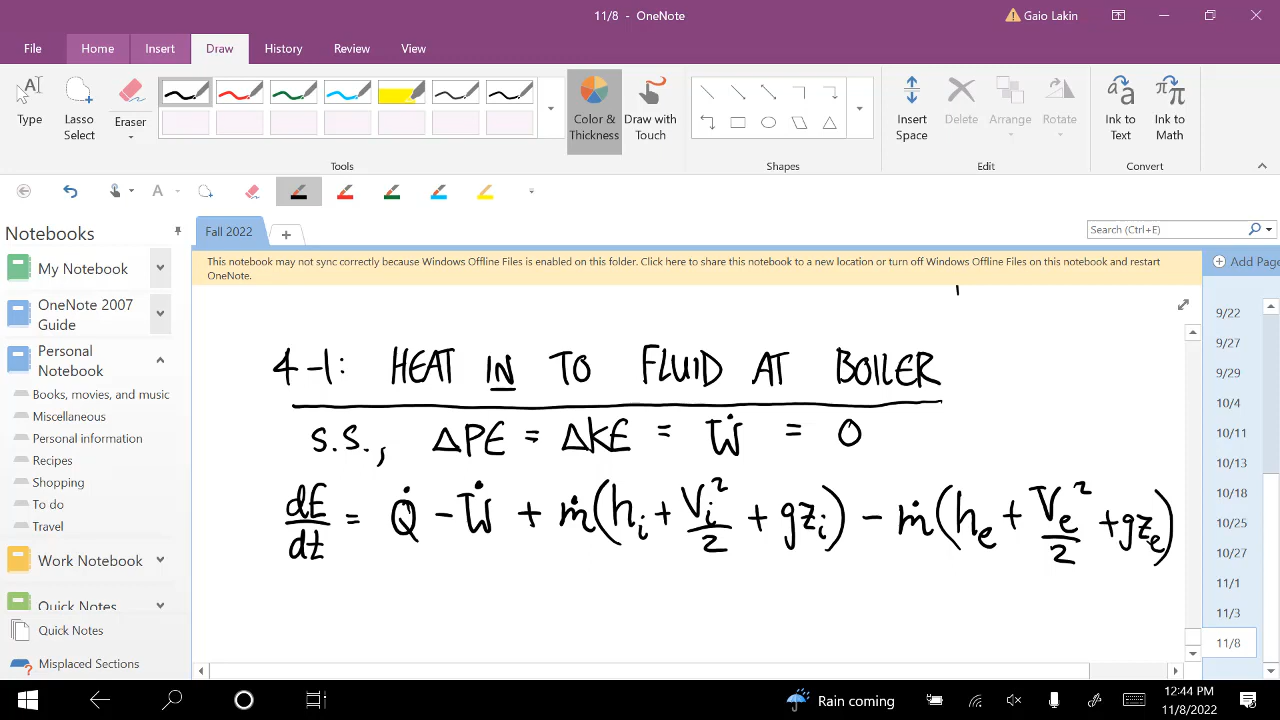 11/8 - OneNote
Gaio Lakin
File Home Insert Draw History Review View
Type
Lasso Select
Eraser
Color & Thickness
Draw with Touch
Insert Space
Delete
Arrange
Rotate
Ink to Text
Ink to Math
Tools
Shapes
Edit
Convert
Notebooks
Fall 2022
Search (Ctrl+E)
My Notebook
OneNote 2007 Guide
Personal Notebook
Books, movies, and music
Miscellaneous
Personal information
Recipes
Shopping
To do
Travel
Work Notebook
Quick Notes
Quick Notes
Misplaced Sections
This notebook may not sync correctly because Windows Offline Files is enabled on this folder. Click here to share this notebook to a new location or turn off Windows Offline Files on this notebook and restart
OneNote.
4-1: HEAT IN TO FLUID AT BOILER
S.S., ΔPE = ΔKE = Ẇ = 0
dE/dt = Q̇ - Ẇ + ṁ(hᵢ + Vᵢ²/2 + gzᵢ) - ṁ(hₑ + Vₑ²/2 + gzₑ)
Add Page
9/22
9/27
9/29
10/4
10/11
10/13
10/18
10/25
10/27
11/1
11/3
11/8
Rain coming
12:44 PM
11/8/2022